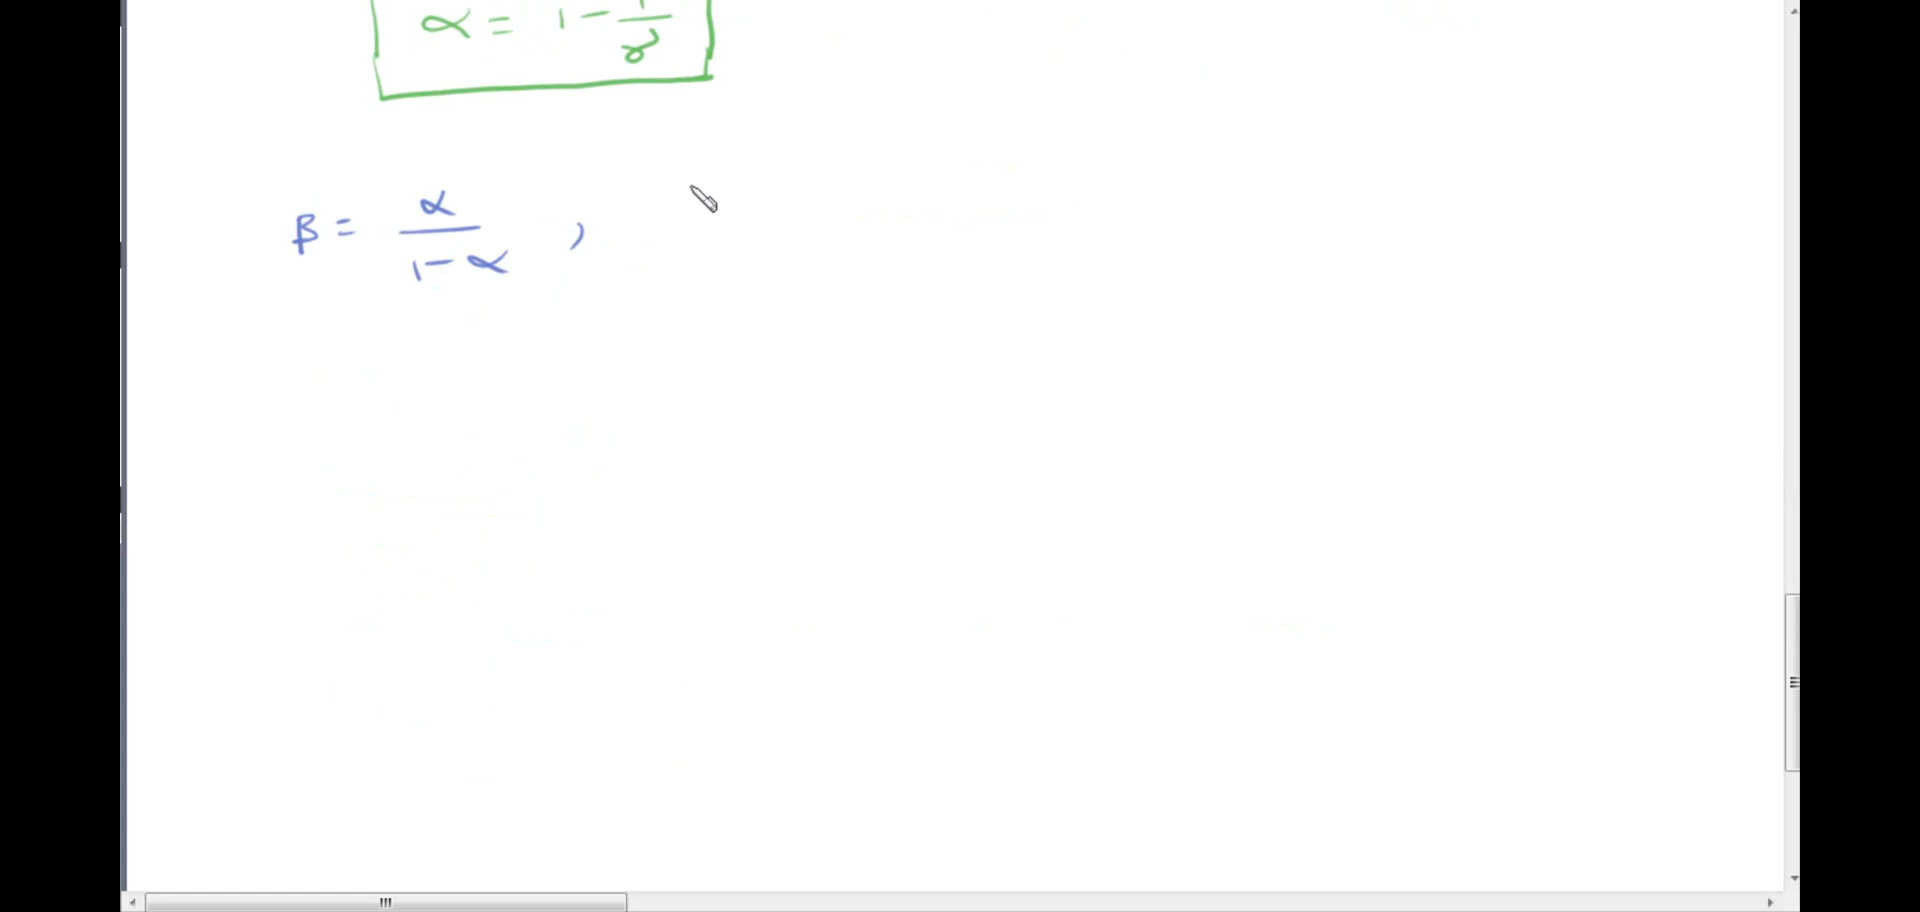 α = 1 - 1/γ
β = α/(1-α) ,